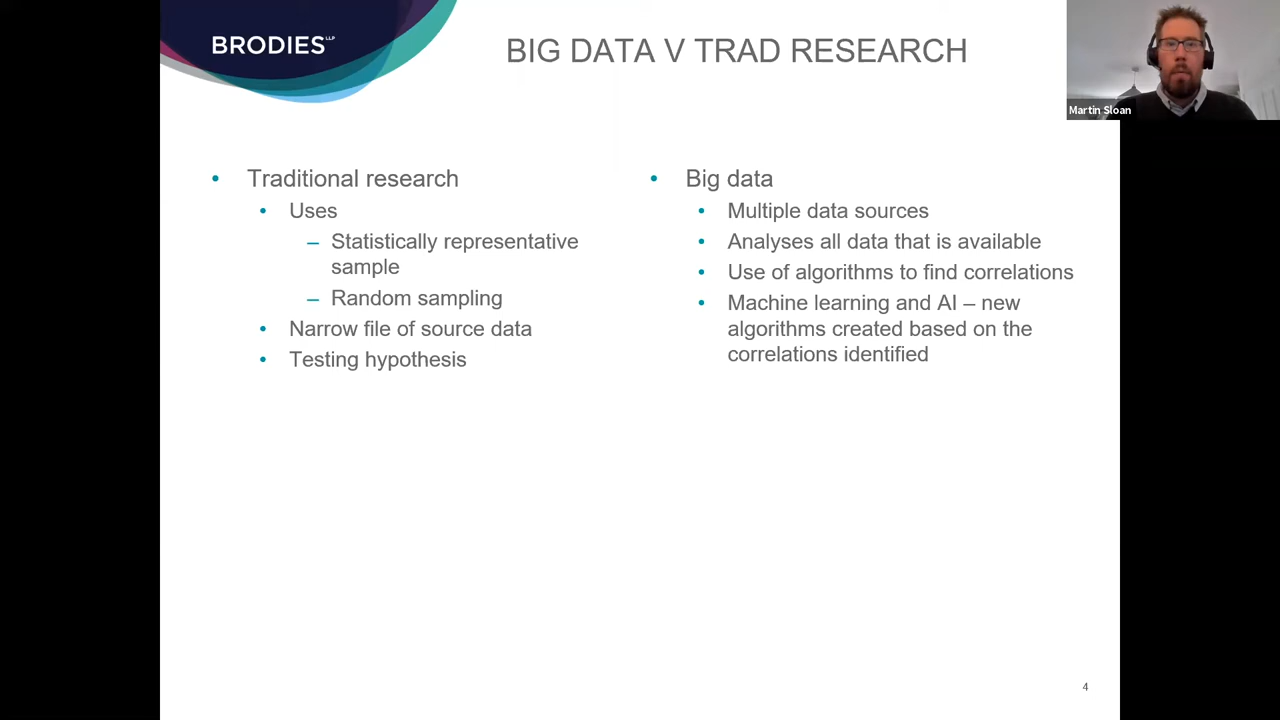 BRODIES LLP
BIG DATA V TRAD RESEARCH
Martin Sloan
• Traditional research
• Uses
– Statistically representative
sample
– Random sampling
• Narrow file of source data
• Testing hypothesis
• Big data
• Multiple data sources
• Analyses all data that is available
• Use of algorithms to find correlations
• Machine learning and AI – new
algorithms created based on the
correlations identified
4